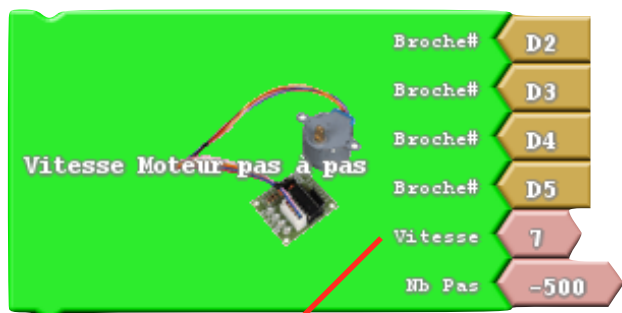 Broche# D2
Broche# D3
Broche# D4
Vitesse Moteur pas à pas
Broche# D5
Vitesse 7
Nb Pas -500